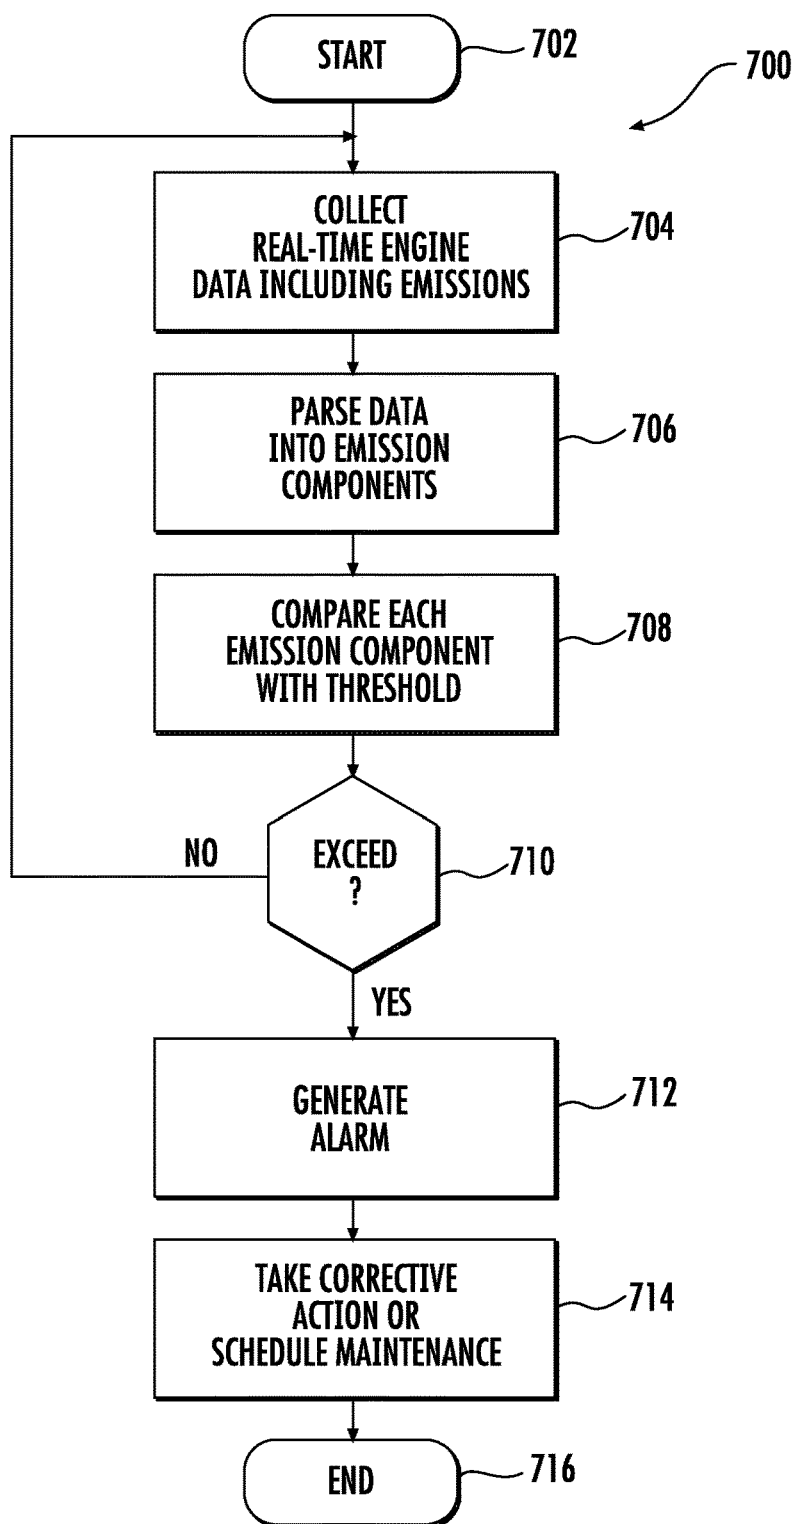 START
702
700
COLLECT
REAL-TIME ENGINE
DATA INCLUDING EMISSIONS
704
PARSE DATA
INTO EMISSION
COMPONENTS
706
COMPARE EACH
EMISSION COMPONENT
WITH THRESHOLD
708
NO
EXCEED
?
710
YES
GENERATE
ALARM
712
TAKE CORRECTIVE
ACTION OR
SCHEDULE MAINTENANCE
714
END
716